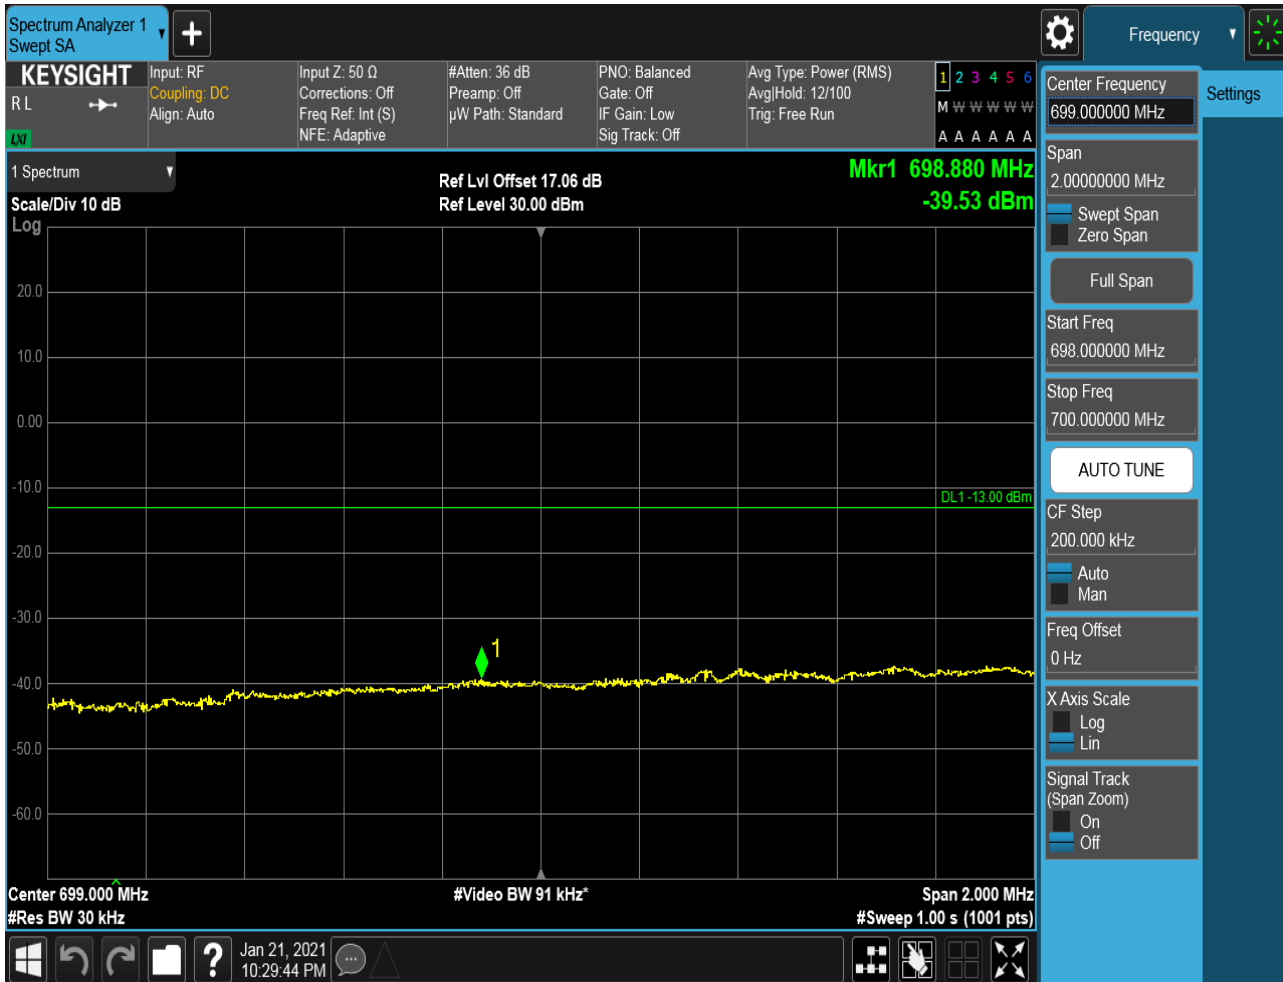 Spectrum Analyzer 1
Swept SA
Frequency
KEYSIGHT
R L
LXI
Input: RF
Coupling: DC
Align: Auto
Input Z: 50 Ω
Corrections: Off
Freq Ref: Int (S)
NFE: Adaptive
#Atten: 36 dB
Preamp: Off
µW Path: Standard
PNO: Balanced
Gate: Off
IF Gain: Low
Sig Track: Off
Avg Type: Power (RMS)
Avg|Hold: 12/100
Trig: Free Run
1 2 3 4 5 6
M W W W W W
A A A A A A
1 Spectrum
Scale/Div 10 dB
Log
Ref Lvl Offset 17.06 dB
Ref Level 30.00 dBm
Mkr1 698.880 MHz
-39.53 dBm
20.0
10.0
0.00
-10.0
DL1 -13.00 dBm
-20.0
-30.0
1
-40.0
-50.0
-60.0
Center 699.000 MHz
#Video BW 91 kHz*
Span 2.000 MHz
#Res BW 30 kHz
#Sweep 1.00 s (1001 pts)
?
Jan 21, 2021
10:29:44 PM
Center Frequency
699.000000 MHz
Settings
Span
2.00000000 MHz
Swept Span
Zero Span
Full Span
Start Freq
698.000000 MHz
Stop Freq
700.000000 MHz
AUTO TUNE
CF Step
200.000 kHz
Auto
Man
Freq Offset
0 Hz
X Axis Scale
Log
Lin
Signal Track
(Span Zoom)
On
Off